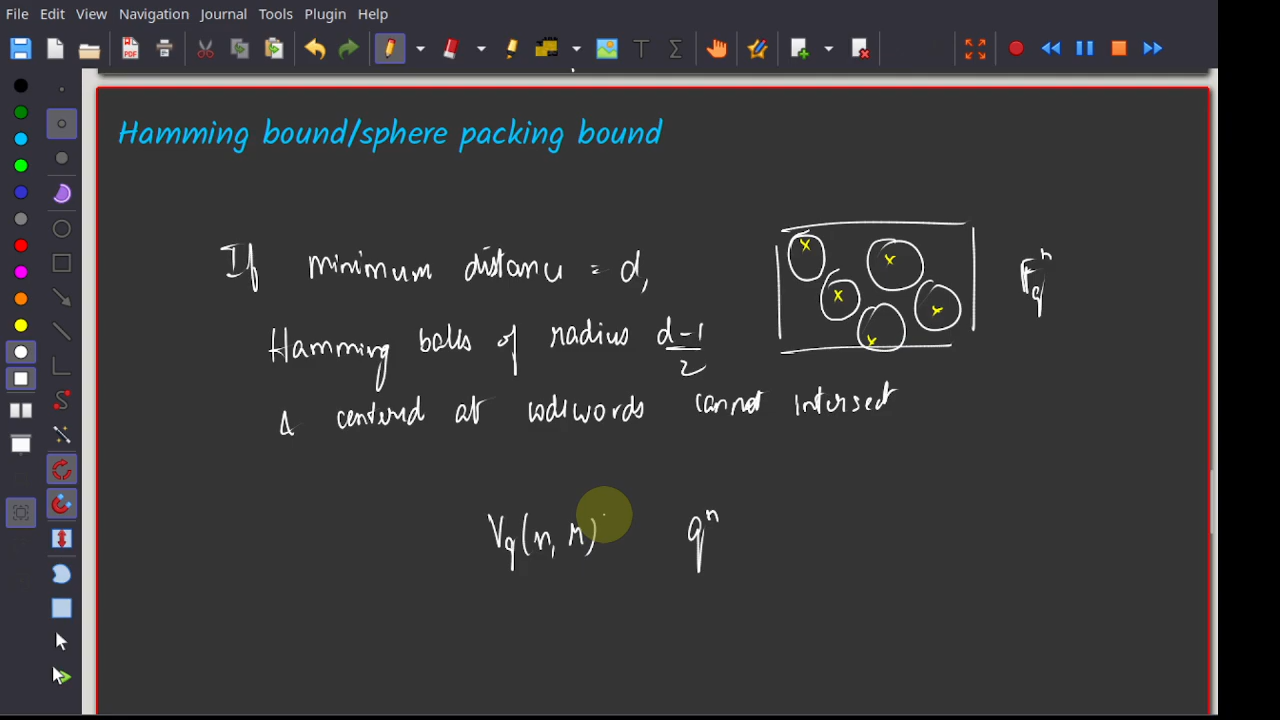 File Edit View Navigation Journal Tools Plugin Help
Hamming bound/sphere packing bound
If minimum distance = d,
F_q^n
Hamming balls of radius (d-1)/2
& centered at codewords cannot intersect
V_q(n, r) q^n